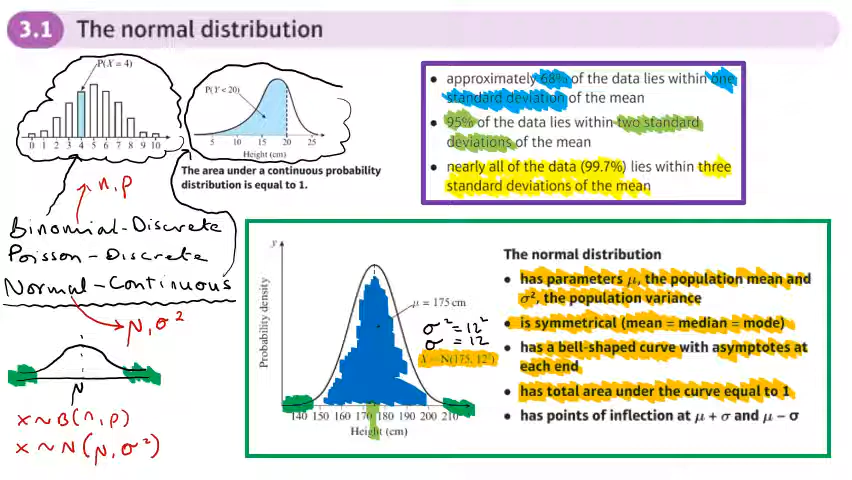 3.1 The normal distribution
P(X = 4)
0 1 2 3 4 5 6 7 8 9 10
P(Y < 20)
5 10 15 20 25
Height (cm)
The area under a continuous probability
distribution is equal to 1.
• approximately 68% of the data lies within one
standard deviation of the mean
• 95% of the data lies within two standard
deviations of the mean
• nearly all of the data (99.7%) lies within three
standard deviations of the mean
n, p
Binomial - Discrete
Poisson - Discrete
Normal - Continuous
μ, σ²
μ
X ~ B(n, p)
X ~ N(μ, σ²)
y
Probability density
μ = 175 cm
σ² = 12²
σ = 12
X ~ N(175, 12²)
140 150 160 170 180 190 200 210
Height (cm)
The normal distribution
• has parameters μ, the population mean and
σ², the population variance
• is symmetrical (mean = median = mode)
• has a bell-shaped curve with asymptotes at
each end
• has total area under the curve equal to 1
• has points of inflection at μ + σ and μ – σ